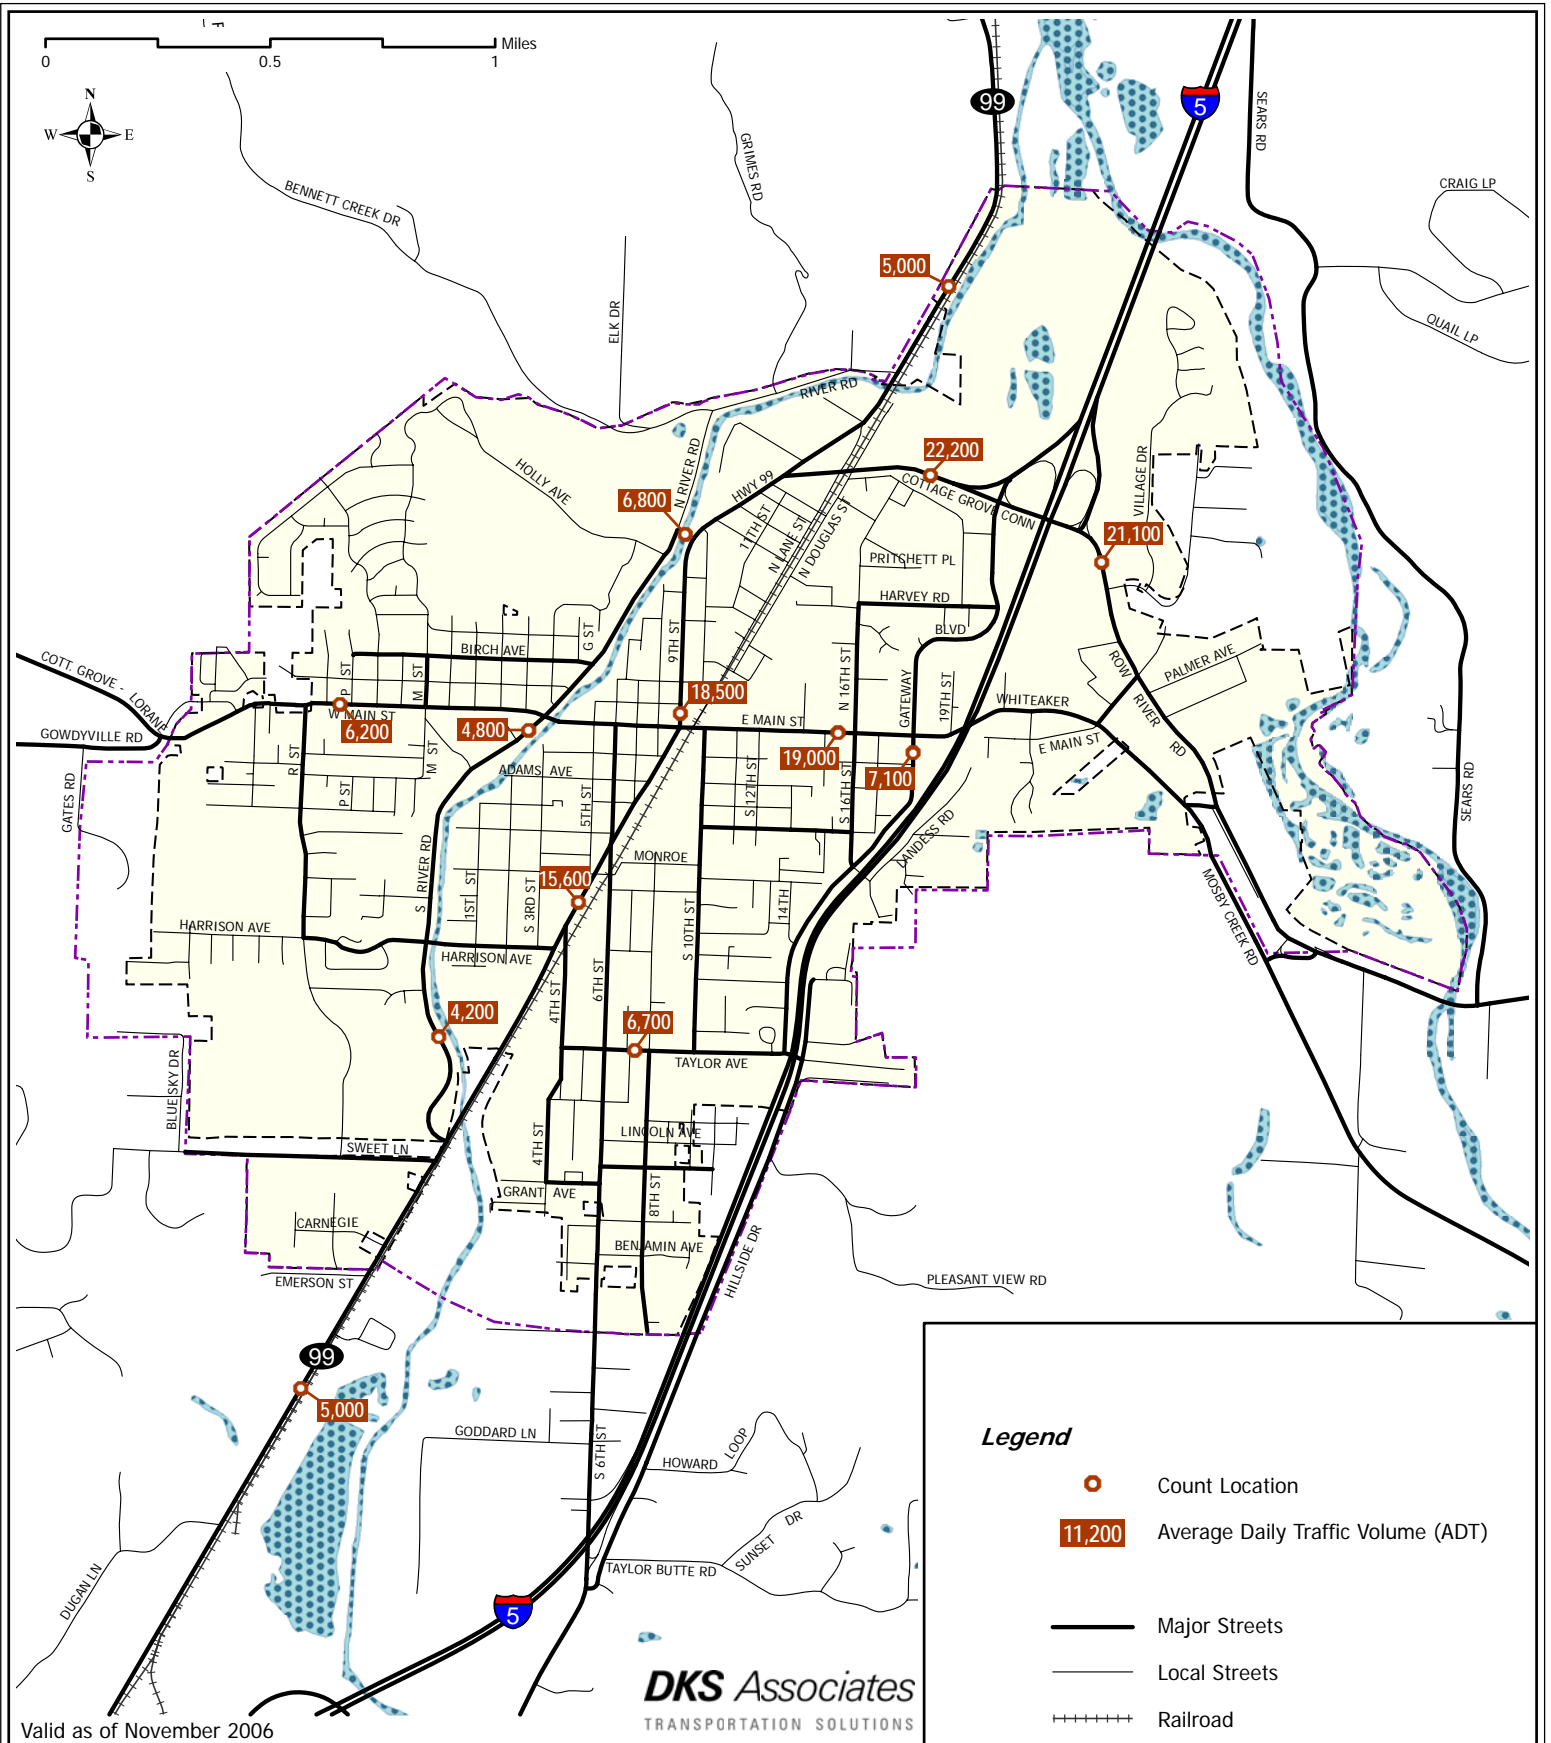 Miles
0
0.5
1
N
W
E
S
99
5
SEARS RD
CRAIG LP
QUAIL LP
GRIMES RD
BENNETT CREEK DR
ELK DR
5,000
RIVER RD
22,200
COTTAGE GROVE CONN
VILLAGE DR
HOLLY AVE
N RIVER RD
HWY 99
6,800
11TH ST
N LANE ST
N DOUGLAS ST
21,100
PRITCHETT PL
HARVEY RD
BLVD
G ST
9TH ST
BIRCH AVE
P ST
M ST
COTT. GROVE - LORANE
N 16TH ST
GATEWAY
19TH ST
WHITEAKER
ROW RIVER RD
PALMER AVE
18,500
W MAIN ST
6,200
4,800
E MAIN ST
19,000
7,100
E MAIN ST
GOWDYVILLE RD
GATES RD
R ST
P ST
M ST
ADAMS AVE
5TH ST
S 12TH ST
S 16TH ST
SEARS RD
LANDESS RD
MONROE
15,600
S RIVER RD
1ST ST
S 3RD ST
14TH
S 10TH ST
MOSBY CREEK RD
HARRISON AVE
HARRISON AVE
4TH ST
6TH ST
4,200
6,700
TAYLOR AVE
BLUE SKY DR
SWEET LN
LINCOLN AVE
4TH ST
GRANT AVE
8TH ST
CARNEGIE
BENJAMIN AVE
HILLSIDE DR
EMERSON ST
PLEASANT VIEW RD
99
5,000
GODDARD LN
S 6TH ST
HOWARD LOOP
SUNSET DR
TAYLOR BUTTE RD
DUGAN LN
5
Legend
Count Location
11,200 Average Daily Traffic Volume (ADT)
Major Streets
Local Streets
Railroad
DKS Associates
TRANSPORTATION SOLUTIONS
Valid as of November 2006